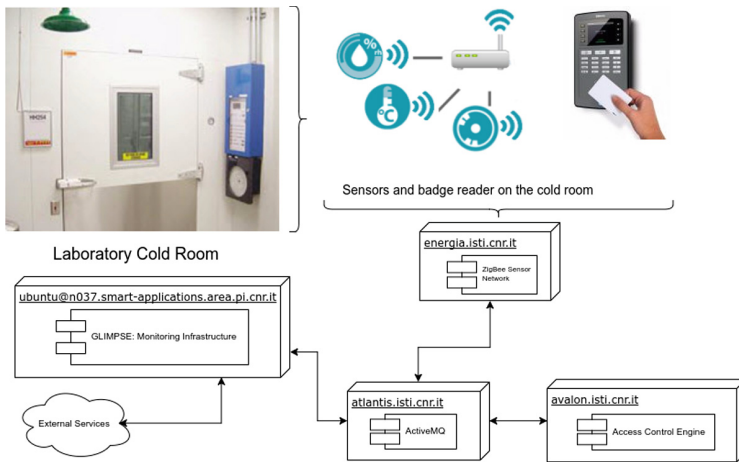 HH254
%
°C
Sensors and badge reader on the cold room
Laboratory Cold Room
energia.isti.cnr.it
ZigBee Sensor
Network
ubuntu@n037.smart-applications.area.pi.cnr.it
GLIMPSE: Monitoring Infrastructure
External Services
atlantis.isti.cnr.it
ActiveMQ
avalon.isti.cnr.it
Access Control Engine